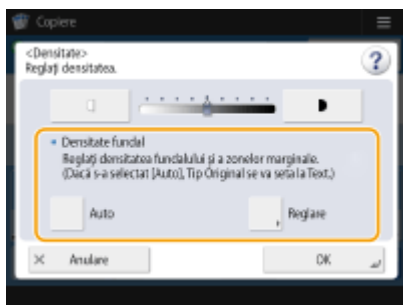 Copiere
<Densitate>
Reglați densitatea.
?
Densitate fundal
Reglați densitatea fundalului și a zonelor marginale.
(Dacă s-a selectat [Auto], Tip Original se va seta la Text.)
Auto
Reglare
Anulare
OK